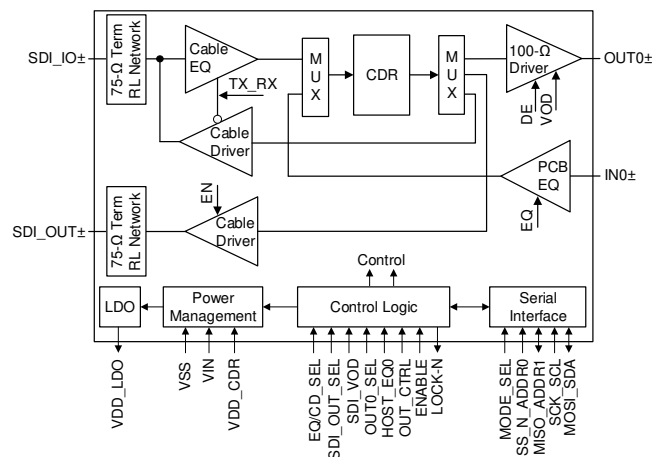 SDI_IO±
75-Ω Term
RL Network
Cable
EQ
TX_RX
M
U
X
CDR
M
U
X
100-Ω
Driver
OUT0±
DE
VOD
Cable
Driver
PCB
EQ
IN0±
EQ
SDI_OUT±
75-Ω Term
RL Network
EN
Cable
Driver
Control
LDO
Power
Management
Control Logic
Serial
Interface
VDD_LDO
VSS
VIN
VDD_CDR
EQ/CD_SEL
SDI_OUT_SEL
SDI_VOD
OUT0_SEL
HOST_EQ0
OUT_CTRL
ENABLE
LOCK-N
MODE_SEL
SS_N_ADDR0
MISO_ADDR1
SCK_SCL
MOSI_SDA